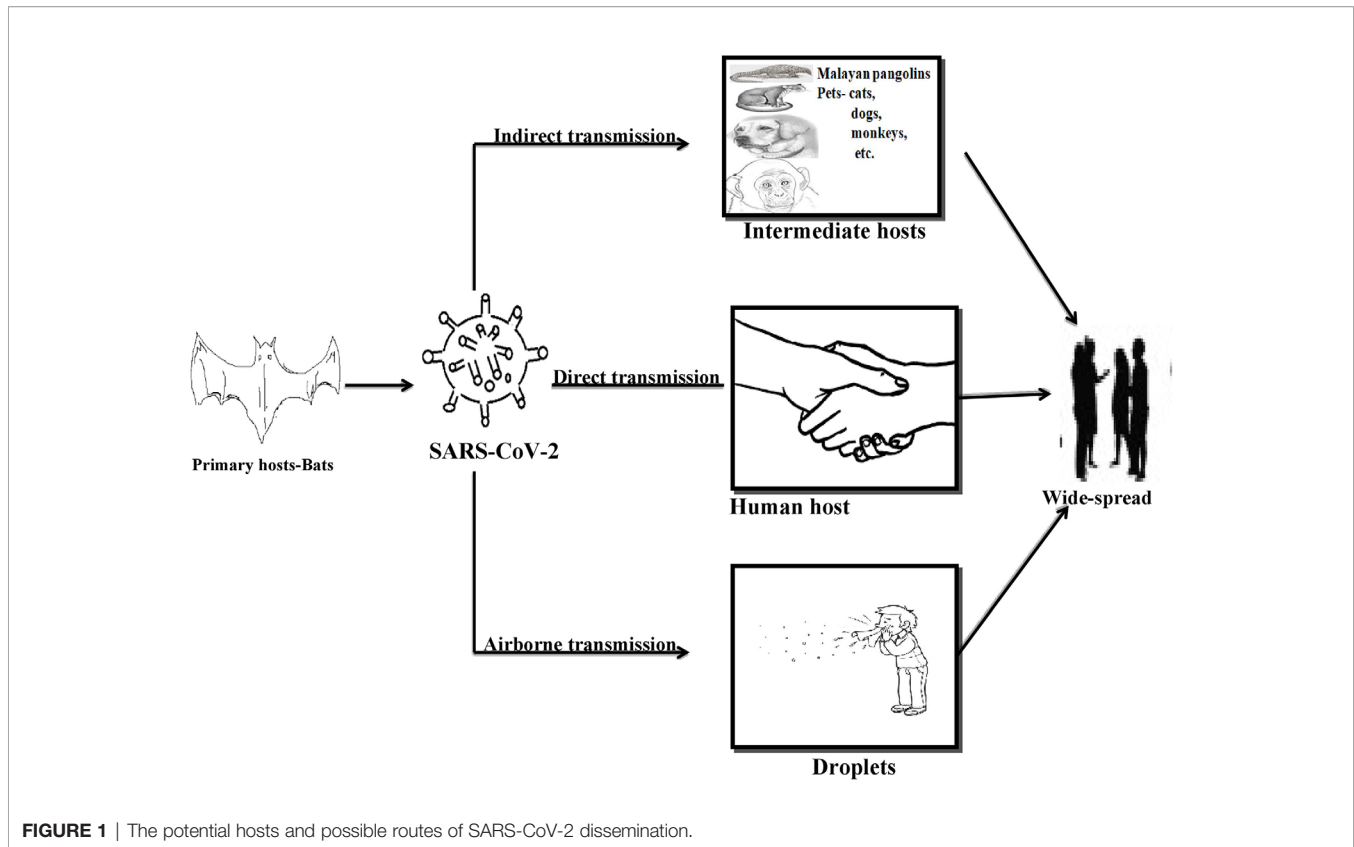 Malayan pangolins
Pets- cats,
dogs,
monkeys,
etc.
Indirect transmission
Intermediate hosts
Direct transmission
SARS-CoV-2
Primary hosts-Bats
Human host
Wide-spread
Airborne transmission
Droplets
FIGURE 1 | The potential hosts and possible routes of SARS-CoV-2 dissemination.